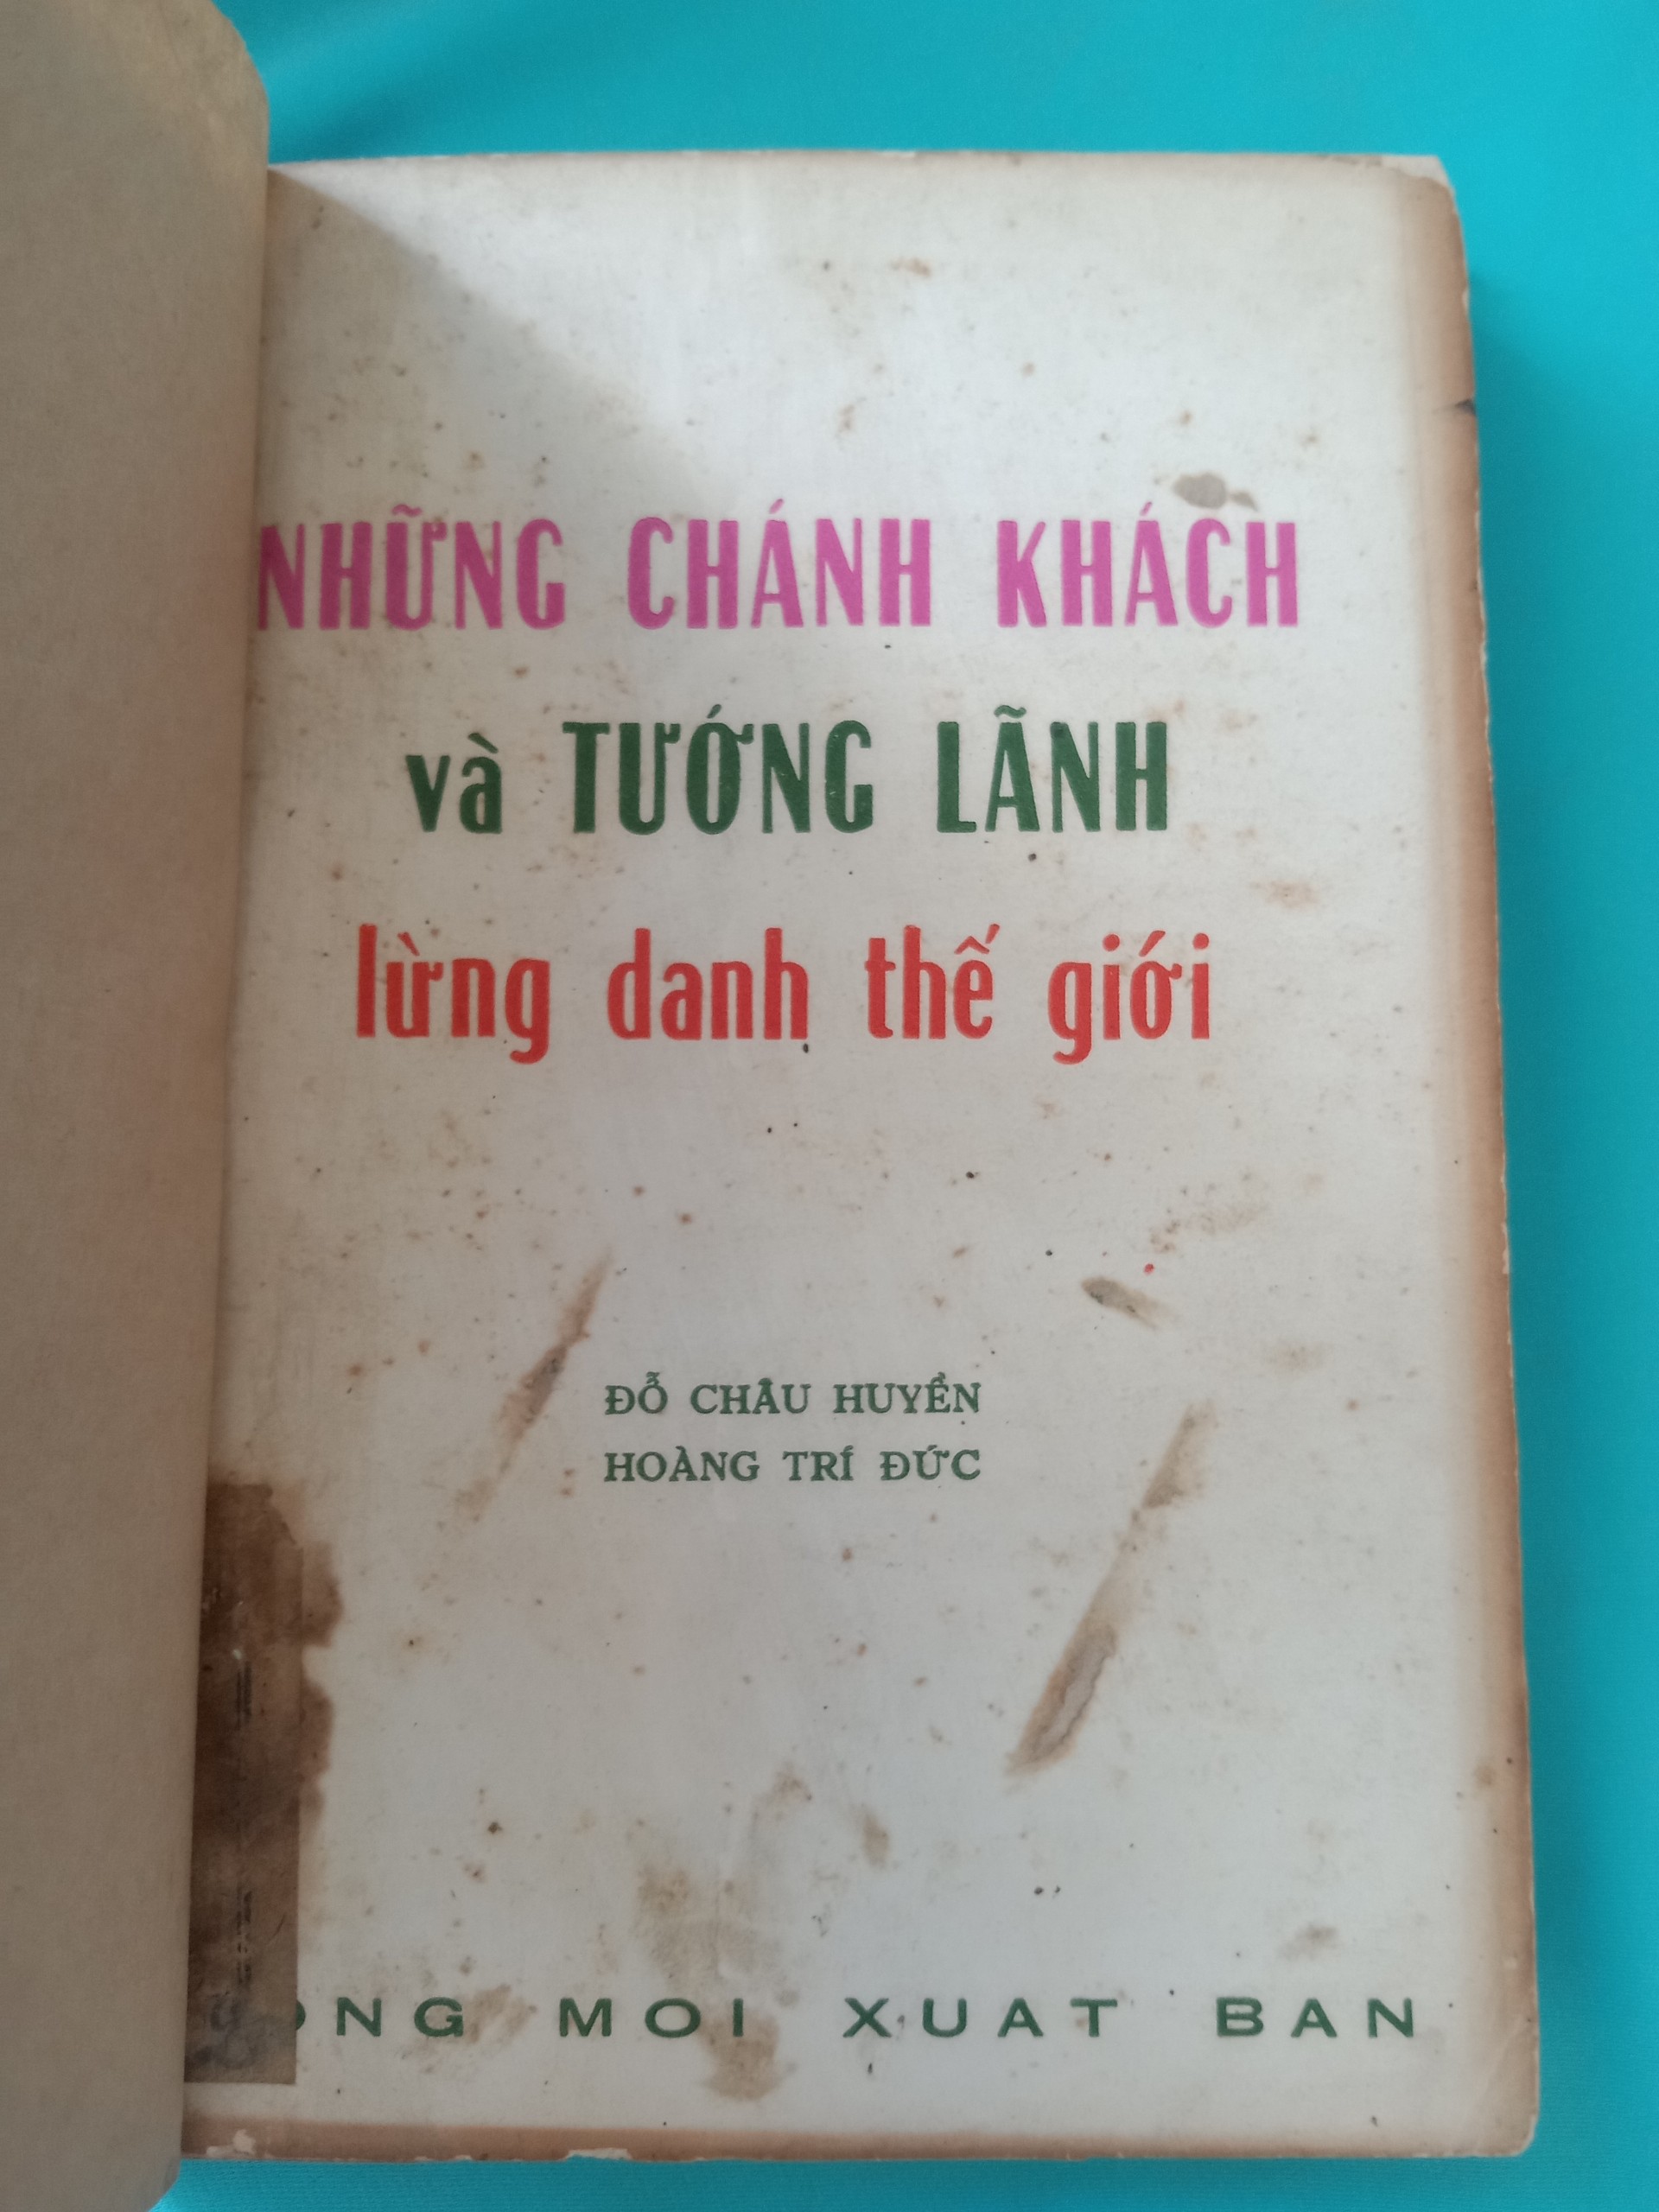 NHỮNG CHÁNH KHÁCH
và TƯỚNG LÃNH
lừng danh thế giới
ĐỖ CHÂU HUYỀN
HOÀNG TRÍ ĐỨC
MOI XUAT BAN